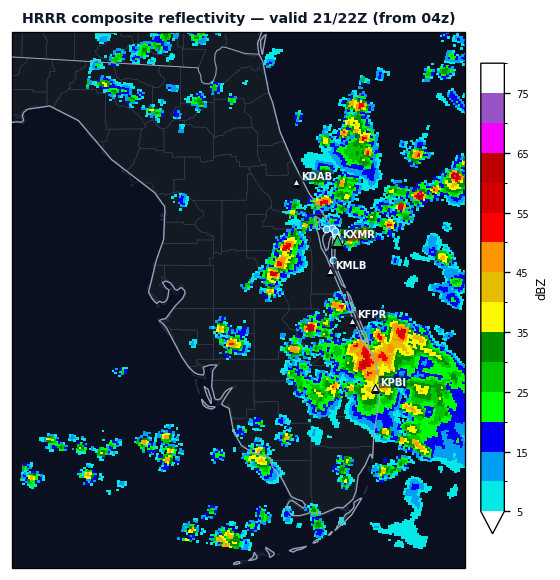 HRRR composite reflectivity — valid 21/22Z (from 04z)
KDAB
KXMR
KMLB
KFPR
KPBI
75
65
55
45
35
25
15
5
dBZ